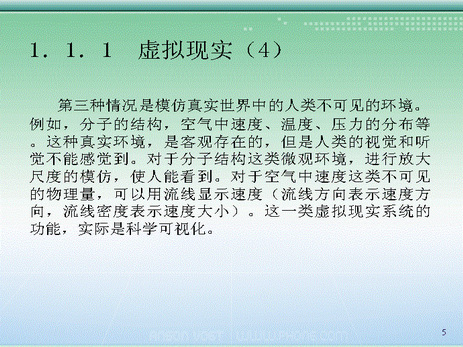 1．1．1 虚拟现实（4）
第三种情况是模仿真实世界中的人类不可见的环境。
例如，分子的结构，空气中速度、温度、压力的分布等
。这种真实环境，是客观存在的，但是人类的视觉和听
觉不能感觉到。对于分子结构这类微观环境，进行放大
尺度的模仿，使人能看到。对于空气中速度这类不可见
的物理量，可以用流线显示速度（流线方向表示速度方
向，流线密度表示速度大小）。这一类虚拟现实系统的
功能，实际是科学可视化。
5